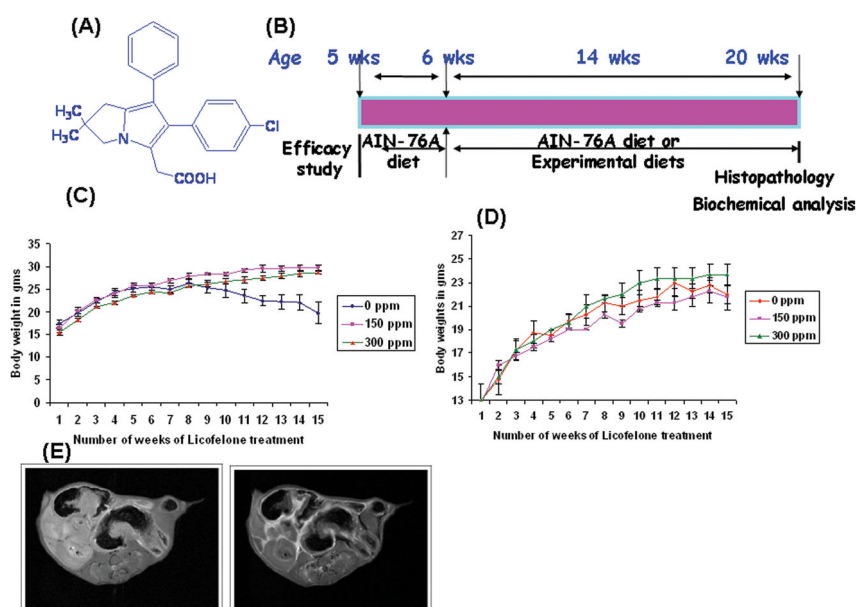 (A)
H₃C
H₃C
N
Cl
COOH
(B)
Age 5 wks 6 wks 14 wks 20 wks
Efficacy study
AIN-76A diet
AIN-76A diet or Experimental diets
Histopathology
Biochemical analysis
(C)
Body weight in gms
35
30
25
20
15
10
5
0
1 2 3 4 5 6 7 8 9 10 11 12 13 14 15
Number of weeks of Licofelone treatment
0 ppm
150 ppm
300 ppm
(D)
Body weights in gms
27
25
23
21
19
17
15
13
1 2 3 4 5 6 7 8 9 10 11 12 13 14 15
Number of weeks of Licofelone treatment
0 ppm
150 ppm
300 ppm
(E)